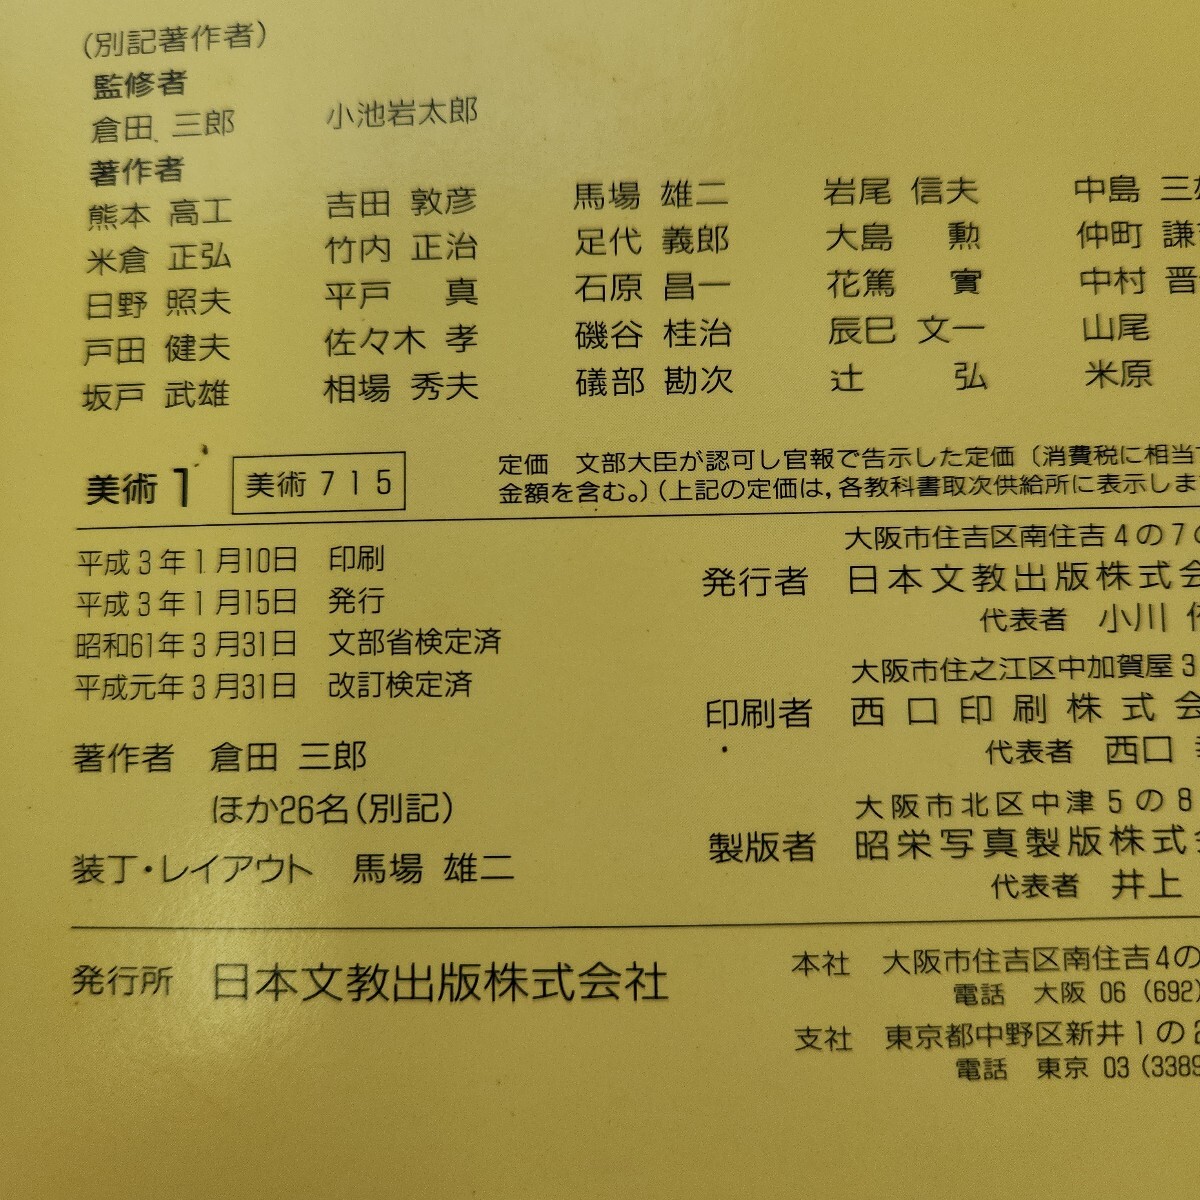 (別記著作者)
監修者
倉田 三郎 小池岩太郎
著作者
熊本 高工 吉田 敦彦 馬場 雄二 岩尾 信夫 中島 三
米倉 正弘 竹内 正治 足代 義郎 大島 勲 仲町 謙
日野 照夫 平戸 真 石原 昌一 花篤 實 中村 晋
戸田 健夫 佐々木 孝 磯谷 桂治 辰巳 文一 山尾
坂戸 武雄 相場 秀夫 礒部 勘次 辻 弘 米原
美術1 美術715
定価 文部大臣が認可し官報で告示した定価〔消費税に相当
金額を含む。〕(上記の定価は,各教科書取次供給所に表示しま
平成3年1月10日 印刷
平成3年1月15日 発行
昭和61年3月31日 文部省検定済
平成元年3月31日 改訂検定済
著作者 倉田 三郎
ほか26名(別記)
装丁・レイアウト 馬場 雄二
大阪市住吉区南住吉4の7の
発行者 日本文教出版株式会
代表者 小川
大阪市住之江区中加賀屋3
印刷者 西口印刷株式会
代表者 西口
大阪市北区中津5の8
製版者 昭栄写真製版株式会
代表者 井上
発行所 日本文教出版株式会社
本社 大阪市住吉区南住吉4の
電話 大阪 06 (692)
支社 東京都中野区新井1の2
電話 東京 03 (3389